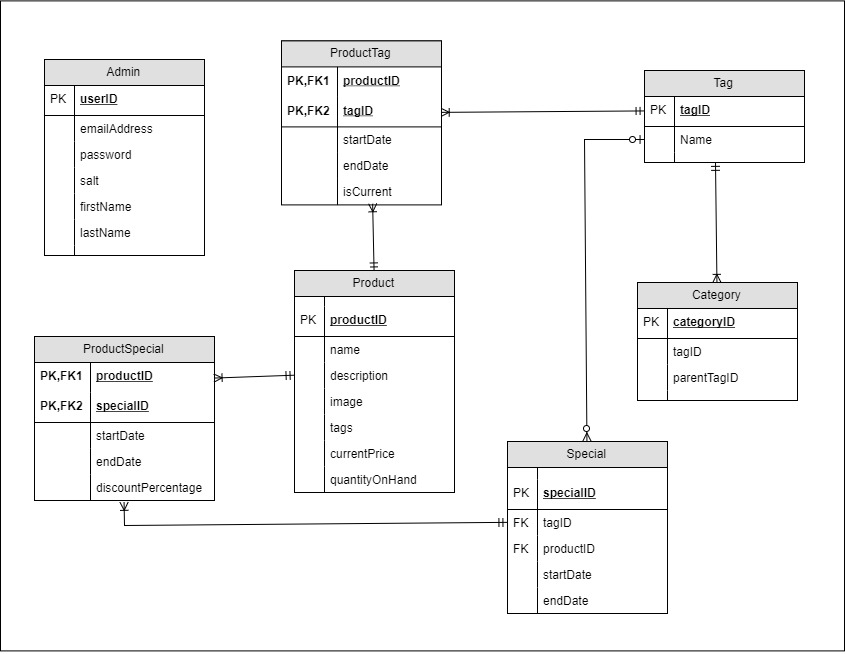 Admin
PK userID
emailAddress
password
salt
firstName
lastName
ProductTag
PK,FK1 productID
PK,FK2 tagID
startDate
endDate
isCurrent
Tag
PK tagID
Name
Product
PK productID
name
description
image
tags
currentPrice
quantityOnHand
Category
PK categoryID
tagID
parentTagID
ProductSpecial
PK,FK1 productID
PK,FK2 specialID
startDate
endDate
discountPercentage
Special
PK specialID
FK tagID
FK productID
startDate
endDate